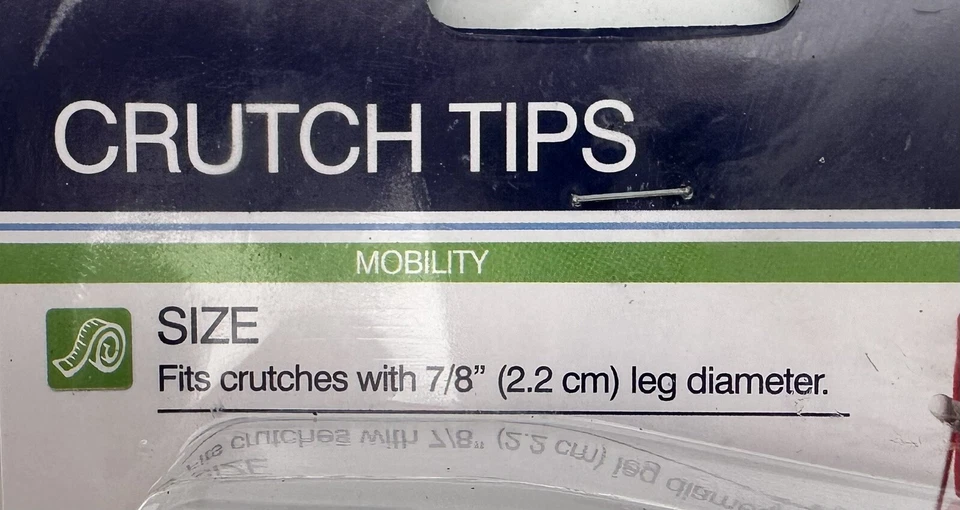 CRUTCH TIPS
MOBILITY
SIZE
Fits crutches with 7/8” (2.2 cm) leg diameter.